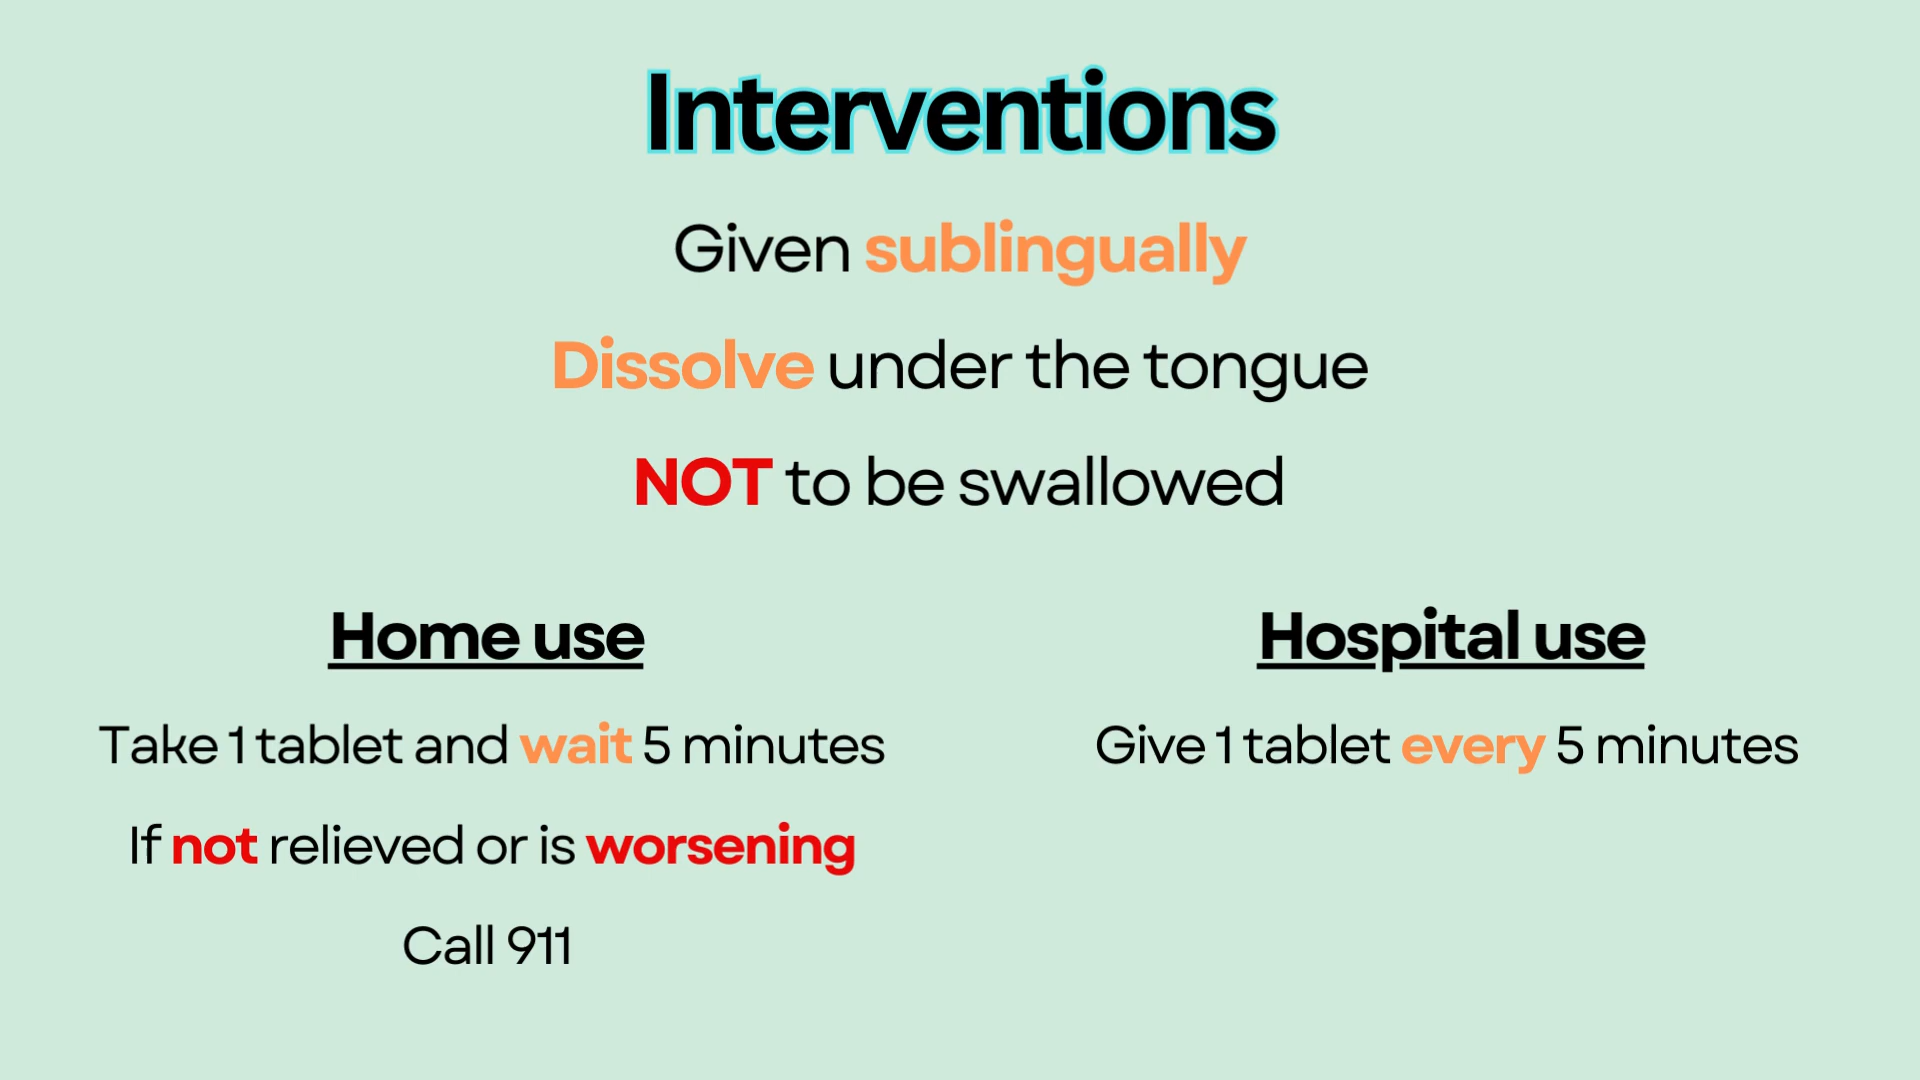 Interventions
Given sublingually
Dissolve under the tongue
NOT to be swallowed
Home use
Take 1 tablet and wait 5 minutes
If not relieved or is worsening
Call 911
Hospital use
Give 1 tablet every 5 minutes